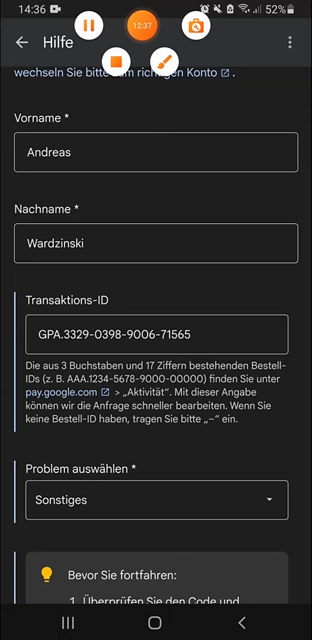 14:36
52%
12:37
Hilfe
wechseln Sie bitte zum richtigen Konto.
Vorname *
Andreas
Nachname *
Wardzinski
Transaktions-ID
GPA.3329-0398-9006-71565
Die aus 3 Buchstaben und 17 Ziffern bestehenden Bestell-
IDs (z. B. AAA.1234-5678-9000-00000) finden Sie unter
pay.google.com > „Aktivität“. Mit dieser Angabe
können wir die Anfrage schneller bearbeiten. Wenn Sie
keine Bestell-ID haben, tragen Sie bitte „–“ ein.
Problem auswählen *
Sonstiges
Bevor Sie fortfahren:
1. Überprüfen Sie den Code und